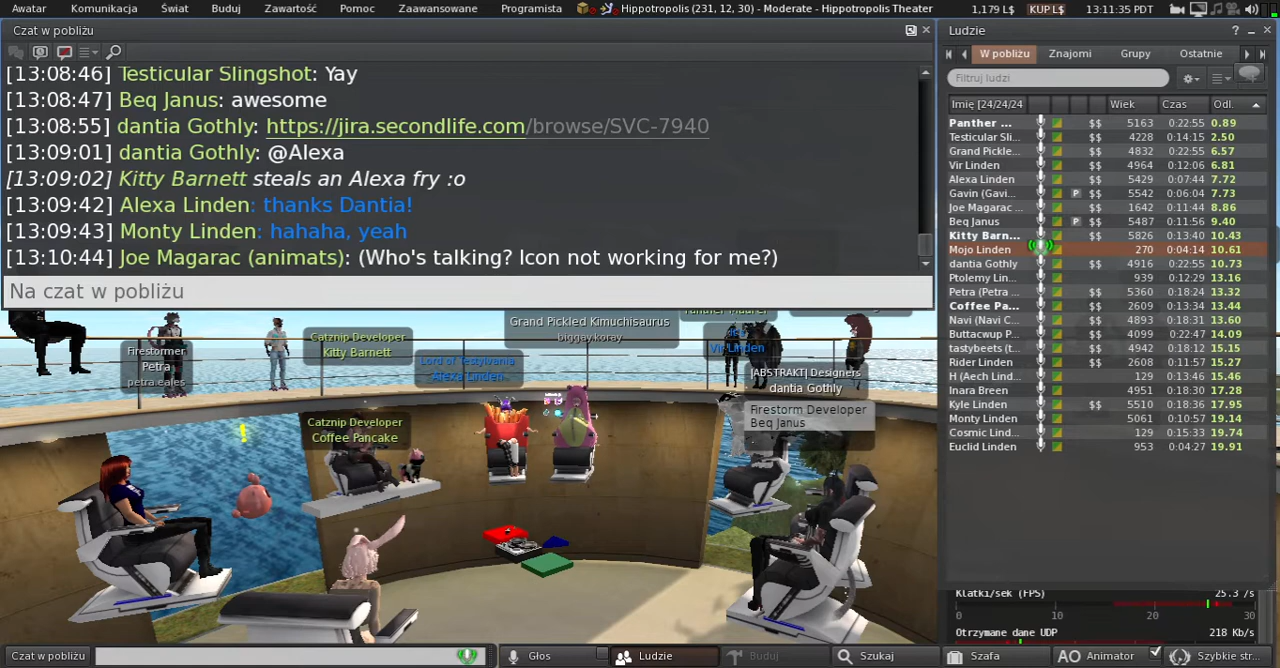 Awatar Komunikacja Świat Buduj Zawartość Pomoc Zaawansowane Programista Hippotropolis (231, 12, 30) - Moderate - Hippotropolis Theater 1,179 L$ KUP L$ 13:11:35 PDT
Czat w pobliżu
[13:08:46] Testicular Slingshot: Yay
[13:08:47] Beq Janus: awesome
[13:08:55] dantia Gothly: https://jira.secondlife.com/browse/SVC-7940
[13:09:01] dantia Gothly: @Alexa
[13:09:02] Kitty Barnett steals an Alexa fry :o
[13:09:42] Alexa Linden: thanks Dantia!
[13:09:43] Monty Linden: hahaha, yeah
[13:10:44] Joe Magarac (animats): (Who's talking? Icon not working for me?)
Na czat w pobliżu
Ludzie
W pobliżu Znajomi Grupy Ostatnie
Filtruj ludzi
Imię [24/24/24 Wiek Czas Odl.
Panther ... $$ 5163 0:22:55 0.89
Testicular Sli... $$ 4228 0:14:15 2.50
Grand Pickle... $$ 4832 0:22:55 6.57
Vir Linden $$ 4964 0:12:06 6.81
Alexa Linden $$ 5429 0:07:44 7.72
Gavin (Gavi... P $$ 5542 0:06:04 7.73
Joe Magarac ... $$ 1642 0:11:44 8.86
Beq Janus P $$ 5487 0:11:56 9.40
Kitty Barn... $$ 5826 0:13:40 10.43
Mojo Linden 270 0:04:14 10.61
dantia Gothly $$ 4916 0:22:55 10.73
Ptolemy Lin... 939 0:12:29 13.16
Petra (Petra ... $$ 5360 0:18:24 13.32
Coffee Pa... $$ 2609 0:13:34 13.44
Navi (Navi C... $$ 4893 0:18:31 13.60
Buttacwup P... $$ 4099 0:22:47 14.09
tastybeets (t... $$ 4942 0:18:12 15.15
Rider Linden $$ 2608 0:11:57 15.27
H (Aech Lind... 129 0:13:46 15.46
Inara Breen 4951 0:18:30 17.28
Kyle Linden $$ 5510 0:18:36 17.95
Monty Linden 5061 0:10:57 19.14
Cosmic Lind... 129 0:15:33 19.74
Euclid Linden 953 0:04:27 19.91
Grand Pickled Kimuchisaurus
biggaykoray
Vir Linden
Catznip Developer
Kitty Barnett
Firestormer
Petra
petra.eales
Lord of Testylvania
Alexa Linden
|ABSTRAKT| Designers
dantia Gothly
Firestorm Developer
Beq Janus
Catznip Developer
Coffee Pancake
Klatki/sek (FPS) 25.3 /s
0 10 20 30
Otrzymane dane UDP 218 Kb/s
Czat w pobliżu Głos Ludzie Buduj Szukaj Szafa AO Animator Szybkie str...